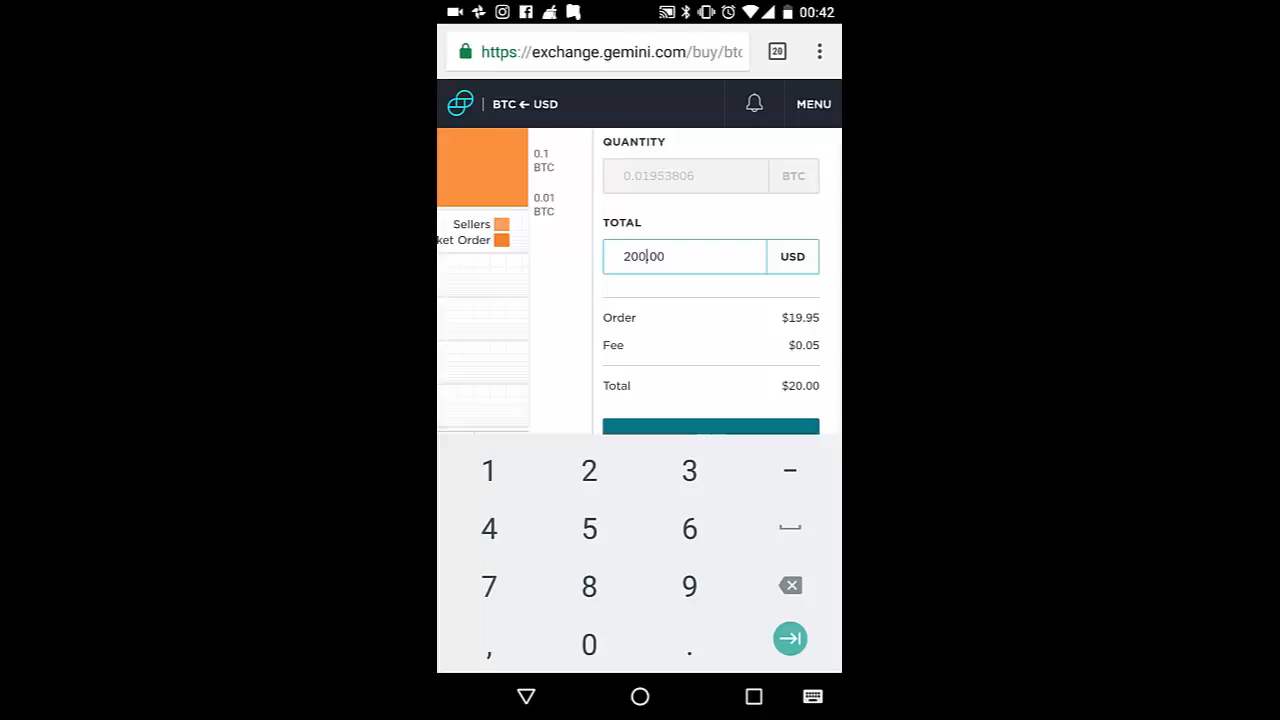 00:42
https://exchange.gemini.com/buy/btc
20
BTC ← USD
MENU
0.1
BTC
0.01
BTC
Sellers
ket Order
QUANTITY
0.01953806 BTC
TOTAL
200.00 USD
Order $19.95
Fee $0.05
Total $20.00
1 2 3 -
4 5 6
7 8 9
, 0 .